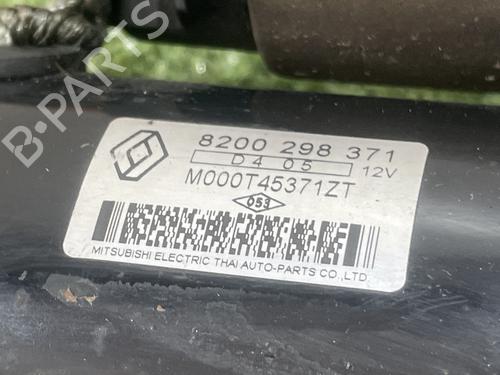 B-PARTS
8200 298 371
D4 05 12V
M000T45371ZT
053
MITSUBISHI ELECTRIC THAI AUTO-PARTS CO.,LTD